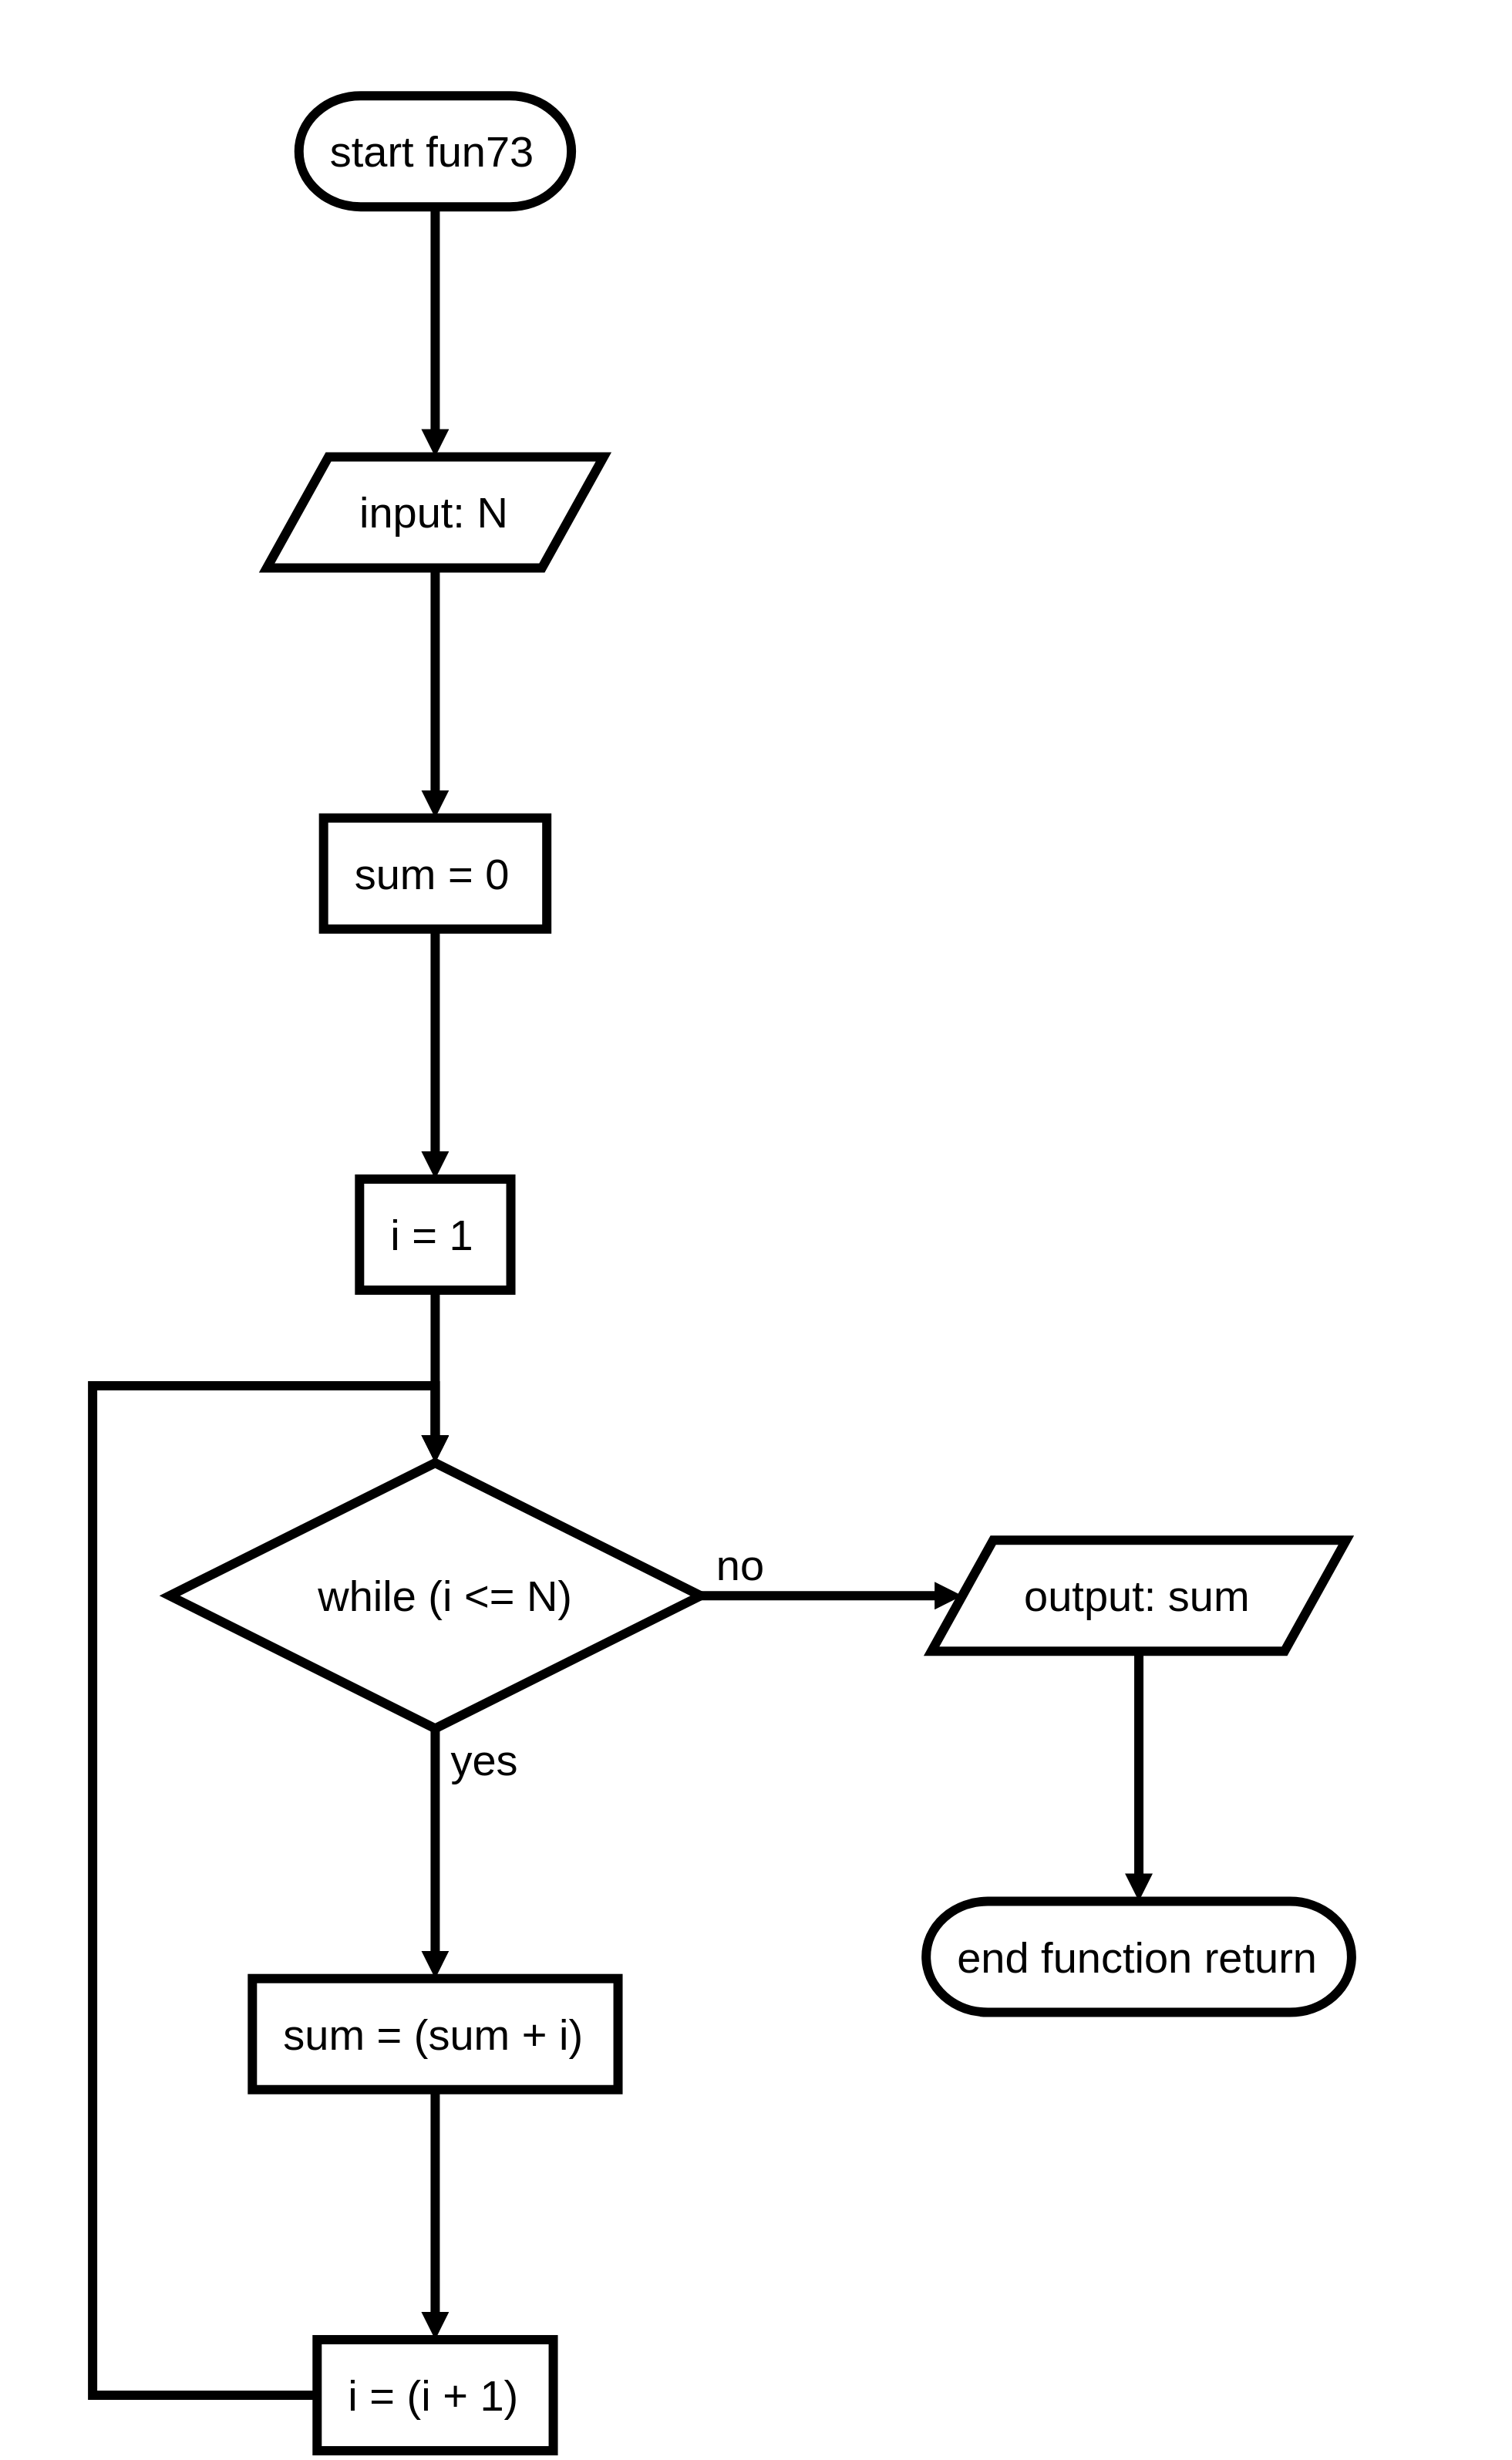 start fun73
input: N
sum = 0
i = 1
while (i <= N)
no
output: sum
yes
end function return
sum = (sum + i)
i = (i + 1)